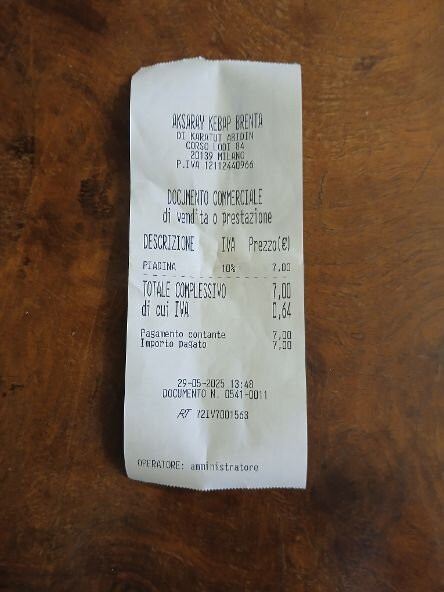 AKSARAY KEBAP BRENTA
DI KARATUT ABIDIN
CORSO LODI 84
20139 MILANO
P.IVA 12112440966
DOCUMENTO COMMERCIALE
di vendita o prestazione
DESCRIZIONE IVA Prezzo(€)
PIADINA 10% 7,00
TOTALE COMPLESSIVO 7,00
di cui IVA 0,64
Pagamento contante 7,00
Importo pagato 7,00
29-05-2025 13:48
DOCUMENTO N. 0541-0011
RT 12IV7001563
OPERATORE: amministratore